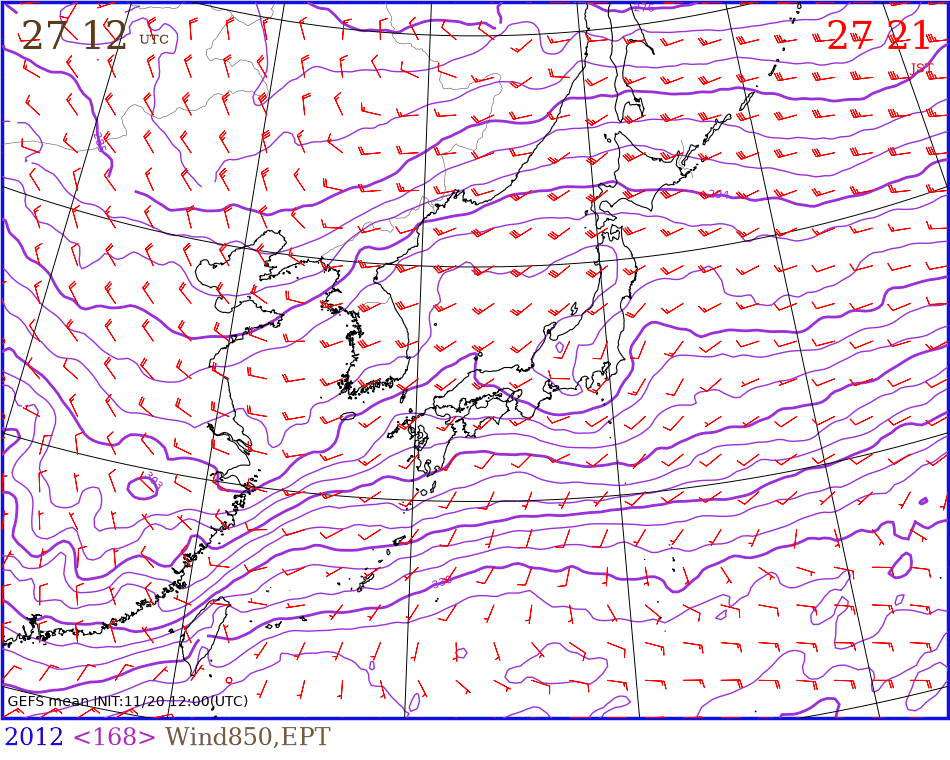 27 12 UTC
27 21 JST
GEFS mean INIT:11/20 12:00(UTC)
2012 <168> Wind850,EPT